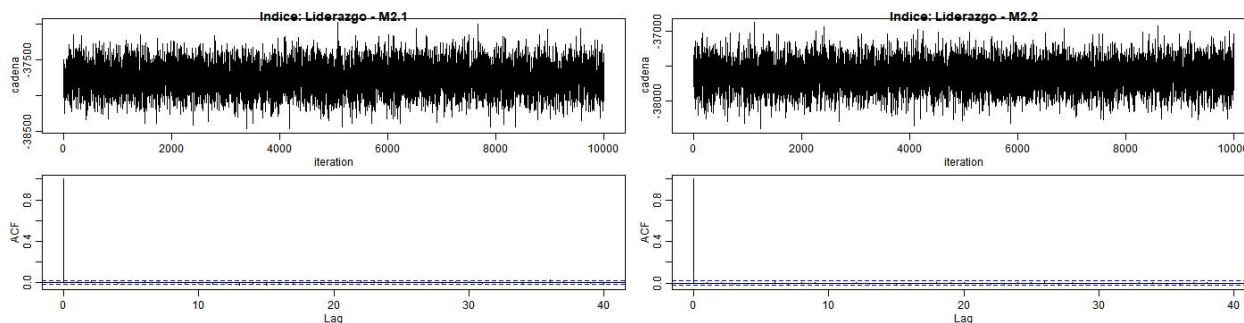 Indice: Liderazgo - M2.1
cadena
-37500
-38500
0 2000 4000 6000 8000 10000
iteration
ACF
0.8
0.4
0.0
0 10 20 30 40
Lag
Indice: Liderazgo - M2.2
cadena
-37000
-38000
0 2000 4000 6000 8000 10000
iteration
ACF
0.8
0.4
0.0
0 10 20 30 40
Lag